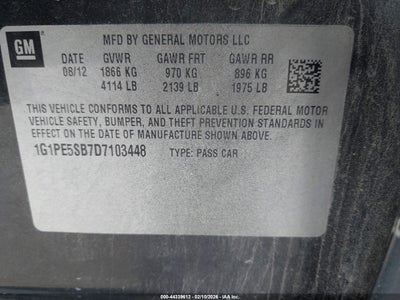 GM
MFD BY GENERAL MOTORS LLC
DATE GVWR GAWR FRT GAWR RR
08/12 1866 KG 970 KG 896 KG
4114 LB 2139 LB 1975 LB
THIS VEHICLE CONFORMS TO ALL APPLICABLE U.S. FEDERAL MOTOR
VEHICLE SAFETY, BUMPER, AND THEFT PREVENTION STANDARDS
IN EFFECT ON THE DATE OF MANUFACTURE SHOWN ABOVE.
1G1PE5SB7D7103448 TYPE: PASS CAR
000-44339612 - 02/10/2026 - IAAI.COM